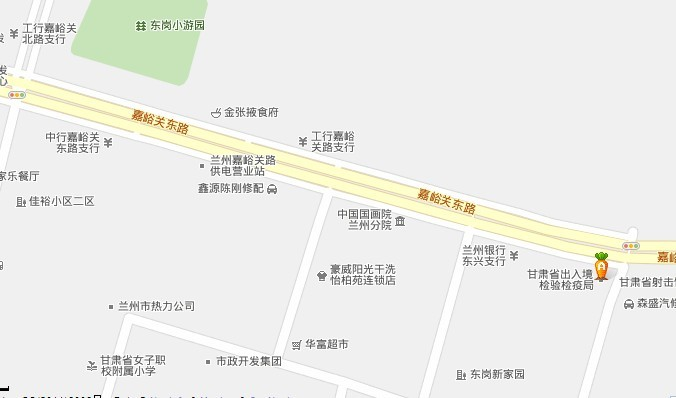 工行嘉峪关
北路支行
东岗小游园
嘉峪关东路
金张掖食府
中行嘉峪关
东路支行
工行嘉峪
关路支行
兰州嘉峪关路
供电营业站
鑫源陈刚修配
家乐餐厅
佳裕小区二区
嘉峪关东路
中国国画院
兰州分院
兰州银行
东兴支行
嘉峪
豪威阳光干洗
怡柏苑连锁店
甘肃省出入境
检验检疫局
甘肃省射击
森盛汽修
兰州市热力公司
华富超市
甘肃省女子职
校附属小学
市政开发集团
东岗新家园